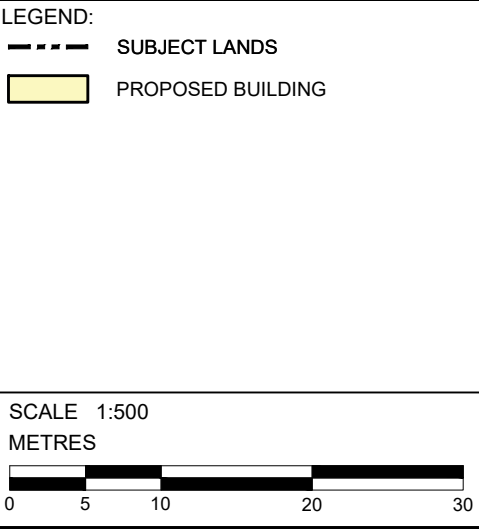 LEGEND:
SUBJECT LANDS
PROPOSED BUILDING
SCALE 1:500
METRES
0 5 10 20 30